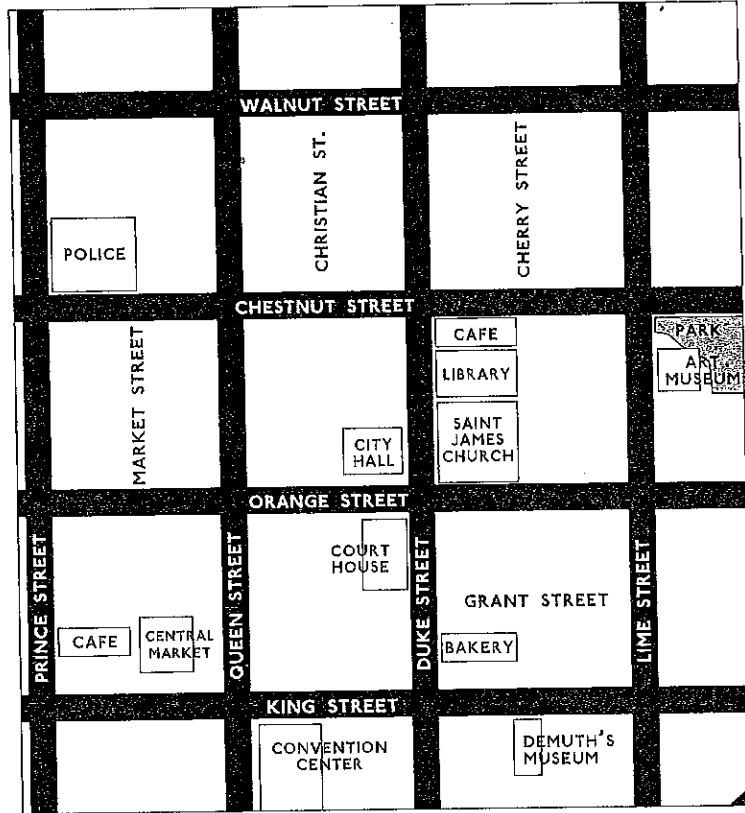 WALNUT STREET
CHRISTIAN ST.
CHERRY STREET
POLICE
CHESTNUT STREET
MARKET STREET
CAFE
LIBRARY
SAINT
JAMES
CHURCH
PARK
ART
MUSEUM
CITY
HALL
ORANGE STREET
COURT
HOUSE
PRINCE STREET
QUEEN STREET
DUKE STREET
GRANT STREET
LIME STREET
CAFE
CENTRAL
MARKET
BAKERY
KING STREET
CONVENTION
CENTER
DEMUTH'S
MUSEUM